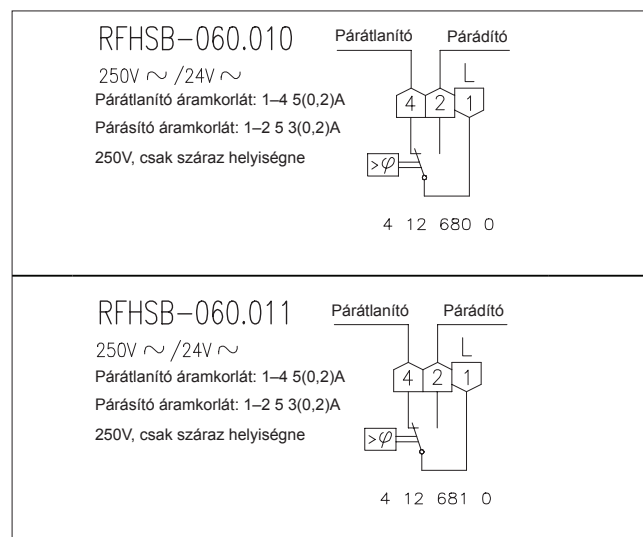 RFHSB-060.010
Párátlanító Párádító
250V ~ /24V ~
L
Párátlanító áramkorlát: 1–4 5(0,2)A
4 2 1
Párásító áramkorlát: 1–2 5 3(0,2)A
250V, csak száraz helyiségne
>φ
4 12 680 0
RFHSB-060.011
Párátlanító Párádító
250V ~ /24V ~
L
Párátlanító áramkorlát: 1–4 5(0,2)A
4 2 1
Párásító áramkorlát: 1–2 5 3(0,2)A
250V, csak száraz helyiségne
>φ
4 12 681 0